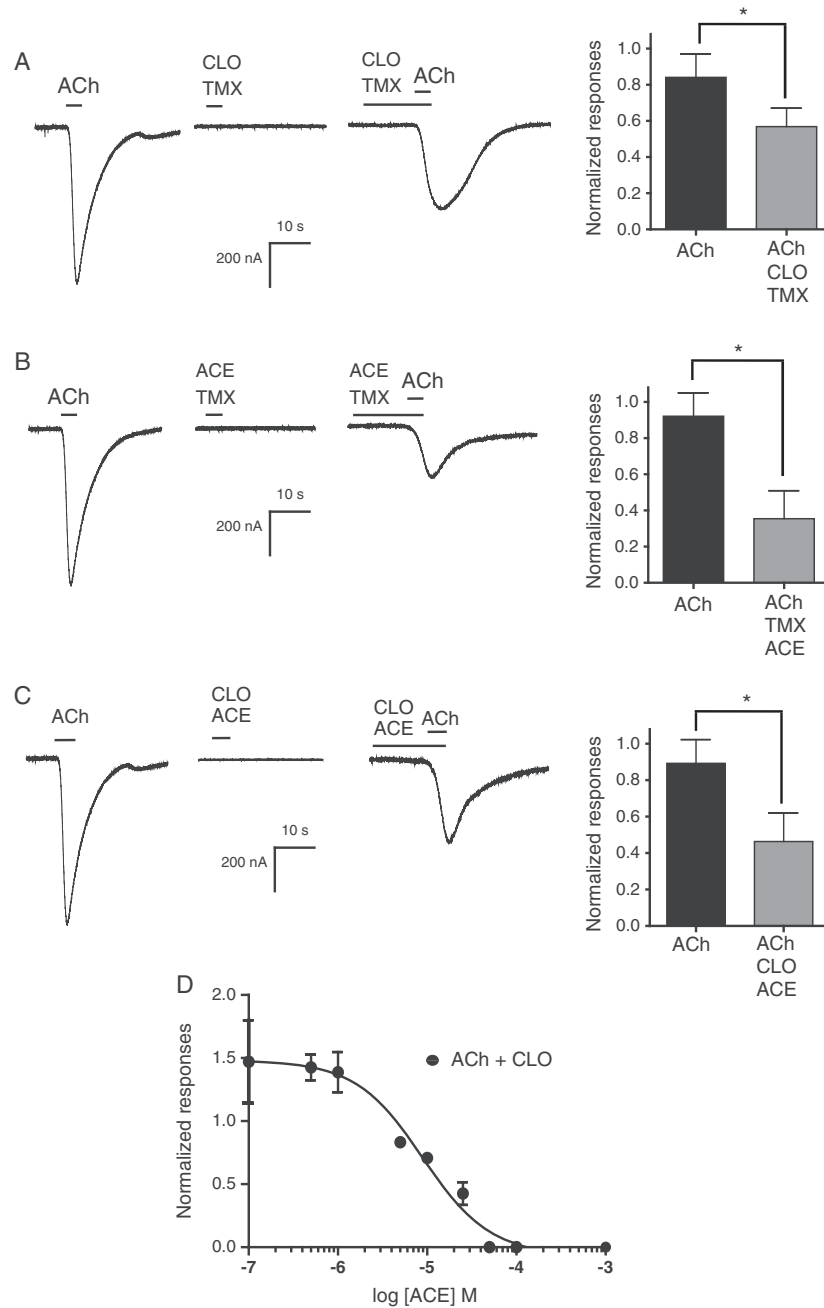 A
ACh
CLO
TMX
CLO
TMX
ACh
10 s
200 nA
Normalized responses
1.0
0.8
0.6
0.4
0.2
0.0
*
ACh
ACh
CLO
TMX
B
ACh
ACE
TMX
ACE
TMX
ACh
10 s
200 nA
Normalized responses
1.0
0.8
0.6
0.4
0.2
0.0
*
ACh
ACh
TMX
ACE
C
ACh
CLO
ACE
CLO
ACE
ACh
10 s
200 nA
Normalized responses
1.0
0.8
0.6
0.4
0.2
0.0
*
ACh
ACh
CLO
ACE
D
Normalized responses
2.0
1.5
1.0
0.5
0.0
ACh + CLO
-7 -6 -5 -4 -3
log [ACE] M